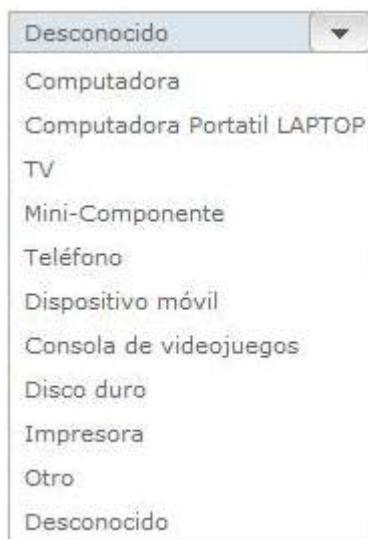 Desconocido
Computadora
Computadora Portatil LAPTOP
TV
Mini-Componente
Teléfono
Dispositivo móvil
Consola de videojuegos
Disco duro
Impresora
Otro
Desconocido